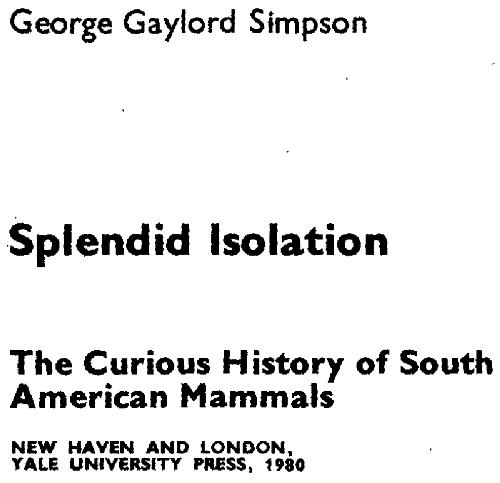 George Gaylord Simpson
Splendid Isolation
The Curious History of South
American Mammals
NEW HAVEN AND LONDON,
YALE UNIVERSITY PRESS, 1980